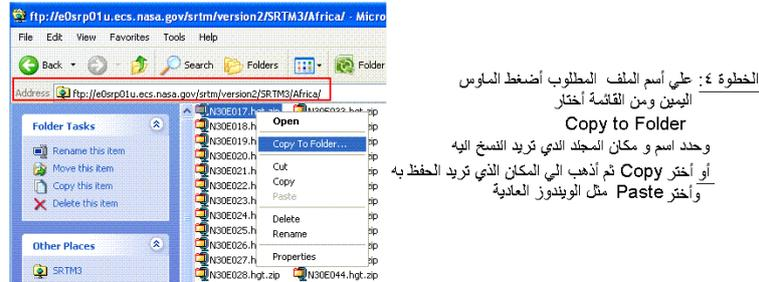 ftp://e0srp01u.ecs.nasa.gov/srtm/version2/SRTM3/Africa/ - Micro
File Edit View Favorites Tools Help
Back Search Folders Folder
Address ftp://e0srp01u.ecs.nasa.gov/srtm/version2/SRTM3/Africa/
Folder Tasks
Rename this item
Move this item
Copy this item
Delete this item
Other Places
SRTM3
N30E017.hgt.zip N30E033.hgt.zip
N30E018.h
N30E019.h
N30E020.h
N30E021.h
N30E022.h
N30E023.h
N30E024.h
N30E025.h
N30E026.h
N30E027.h
N30E028.hgt.zip N30E044.hgt.zip
Open
Copy To Folder...
Cut
Copy
Paste
Delete
Rename
Properties
الخطوة ٤: علي أسم الملف المطلوب أضغط الماوس
اليمين ومن القائمة أختار
Copy to Folder
وحدد اسم و مكان المجلد الذي تريد النسخ اليه
أو أختر Copy ثم أذهب الي المكان الذي تريد الحفظ به
وأختر Paste مثل الويندوز العادية